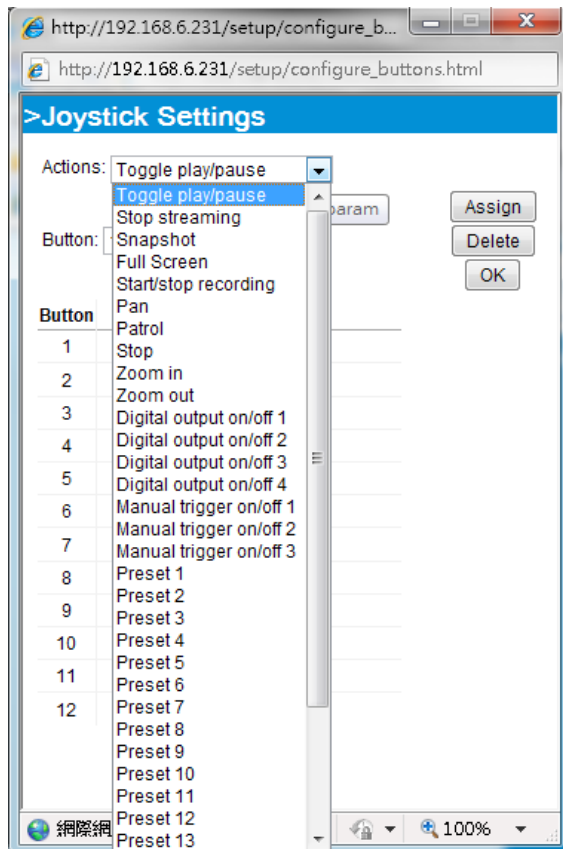 http://192.168.6.231/setup/configure_b...
http://192.168.6.231/setup/configure_buttons.html
>Joystick Settings
Actions: Toggle play/pause
Toggle play/pause
Stop streaming
param
Assign
Button:
Snapshot
Delete
Full Screen
OK
Start/stop recording
Button
Pan
Patrol
1
Stop
2
Zoom in
Zoom out
3
Digital output on/off 1
4
Digital output on/off 2
Digital output on/off 3
5
Digital output on/off 4
6
Manual trigger on/off 1
Manual trigger on/off 2
7
Manual trigger on/off 3
8
Preset 1
Preset 2
9
Preset 3
10
Preset 4
Preset 5
11
Preset 6
12
Preset 7
Preset 8
Preset 9
Preset 10
Preset 11
Preset 12
Preset 13
網際網
100%